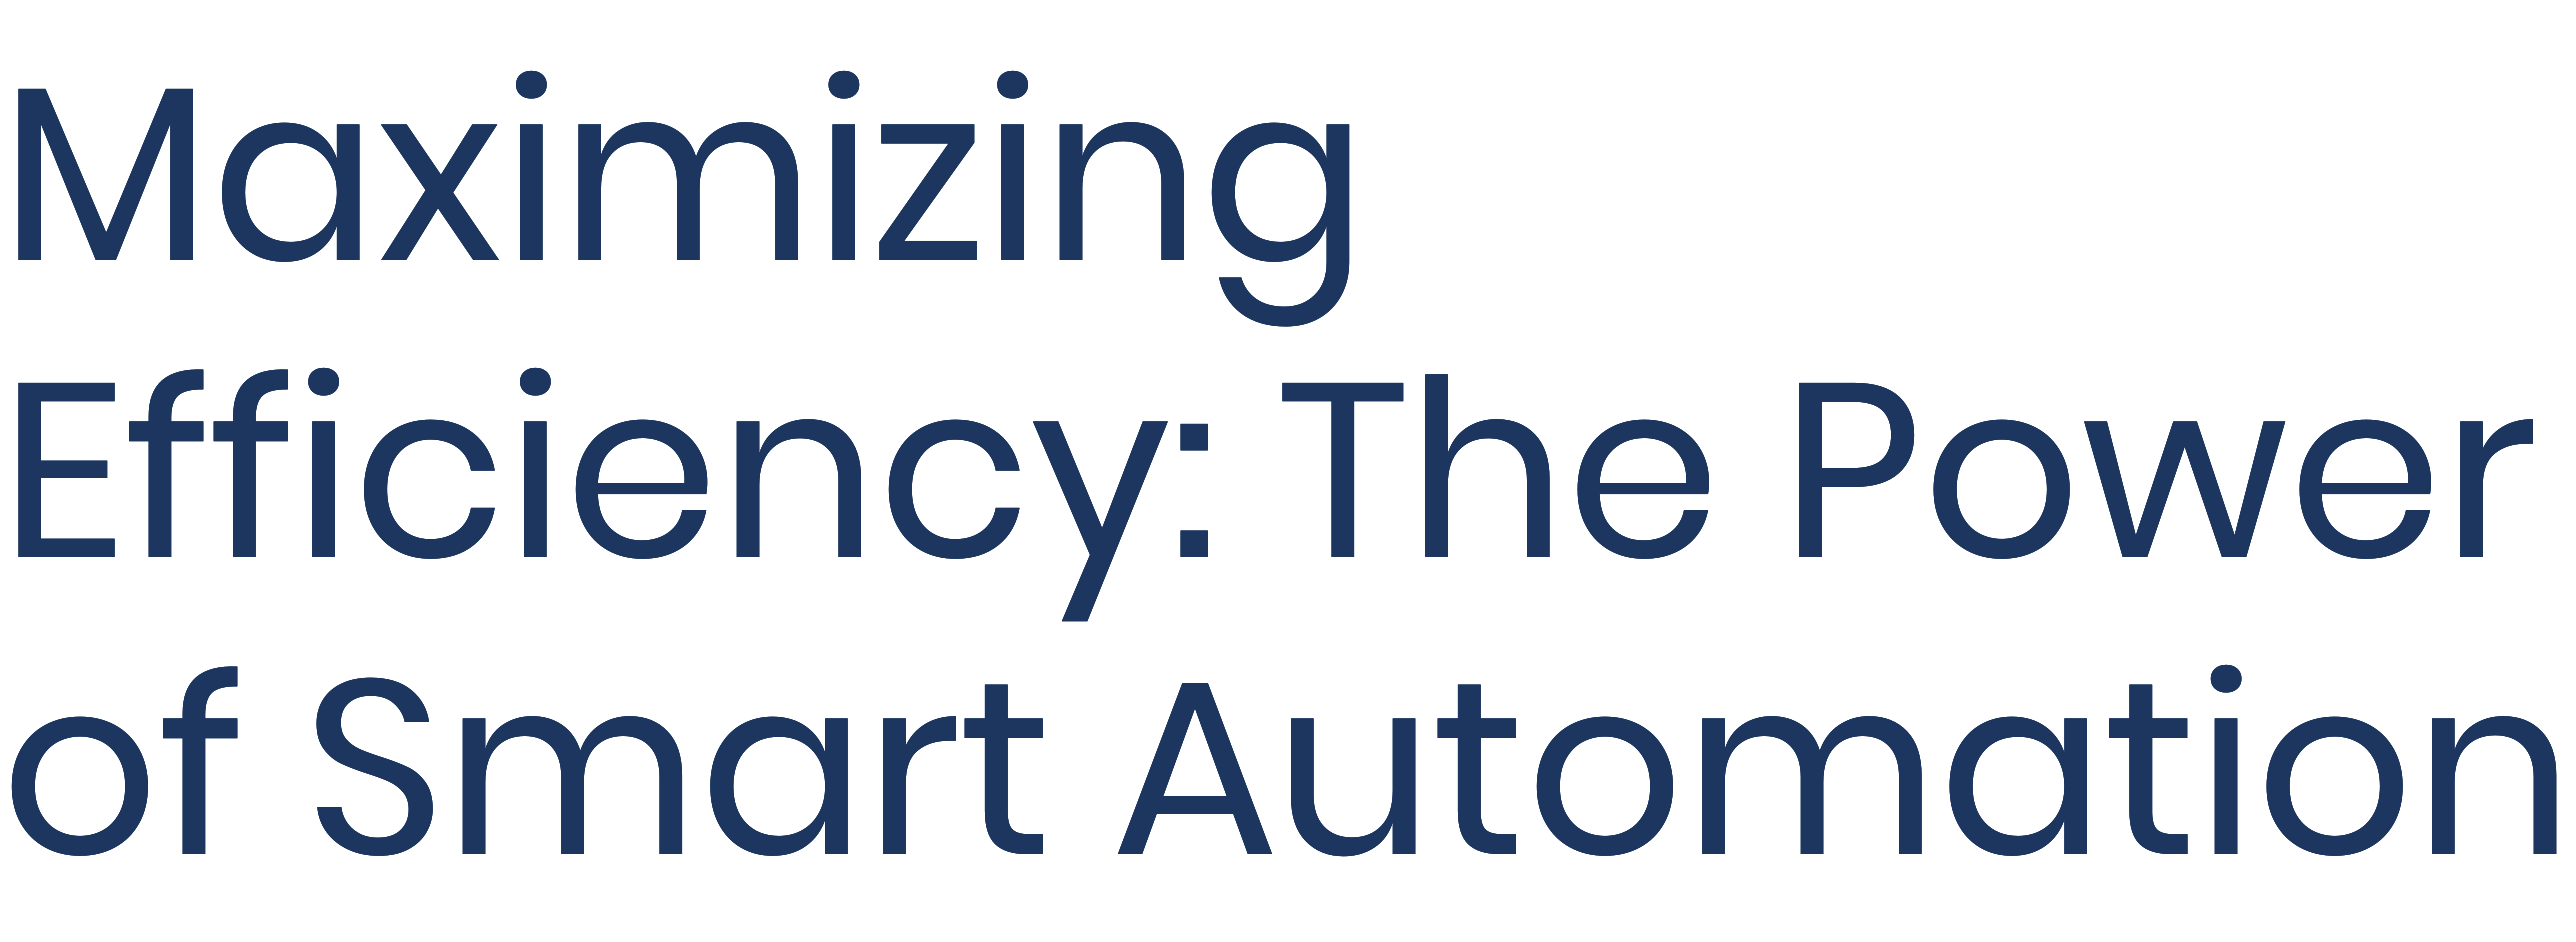 Maximizing
Efficiency: The Power
of Smart Automation